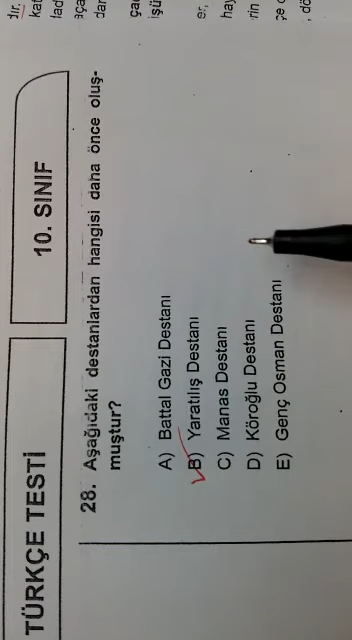 TÜRKÇE TESTİ
10. SINIF
28. Aşağıdaki destanlardan hangisi daha önce oluş-
muştur?
A) Battal Gazi Destanı
B) Yaratılış Destanı
C) Manas Destanı
D) Köroğlu Destanı
E) Genç Osman Destanı